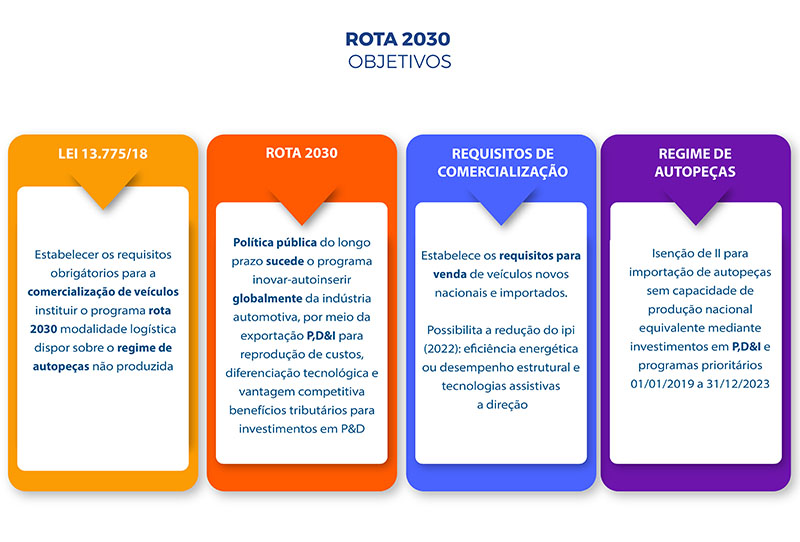 ROTA 2030
OBJETIVOS
LEI 13.775/18
Estabelecer os requisitos
obrigátorios para a
comercialização de veículos
instituir o programa rota
2030 modalidade logística
dispor sobre o regime de
autopeças não produzida
ROTA 2030
Política pública do longo
prazo sucede o programa
inovar-autoinserir
globalmente da indústria
automotiva, por meio da
exportação P,D&I para
reprodução de custos,
diferenciação tecnológica e
vantagem competitiva
benefícios tributários para
investimentos em P&D
REQUISITOS DE
COMERCIALIZAÇÃO
Estabelece os requisitos para
venda de veículos novos
nacionais e importados.
Possibilita a redução do ipi
(2022): eficiência energética
ou desempenho estrutural e
tecnologias assistivas
a direção
REGIME DE
AUTOPEÇAS
Isenção de II para
importação de autopeças
sem capacidade de
produção nacional
equivalente mediante
investimentos em P,D&I e
programas prioritários
01/01/2019 a 31/12/2023